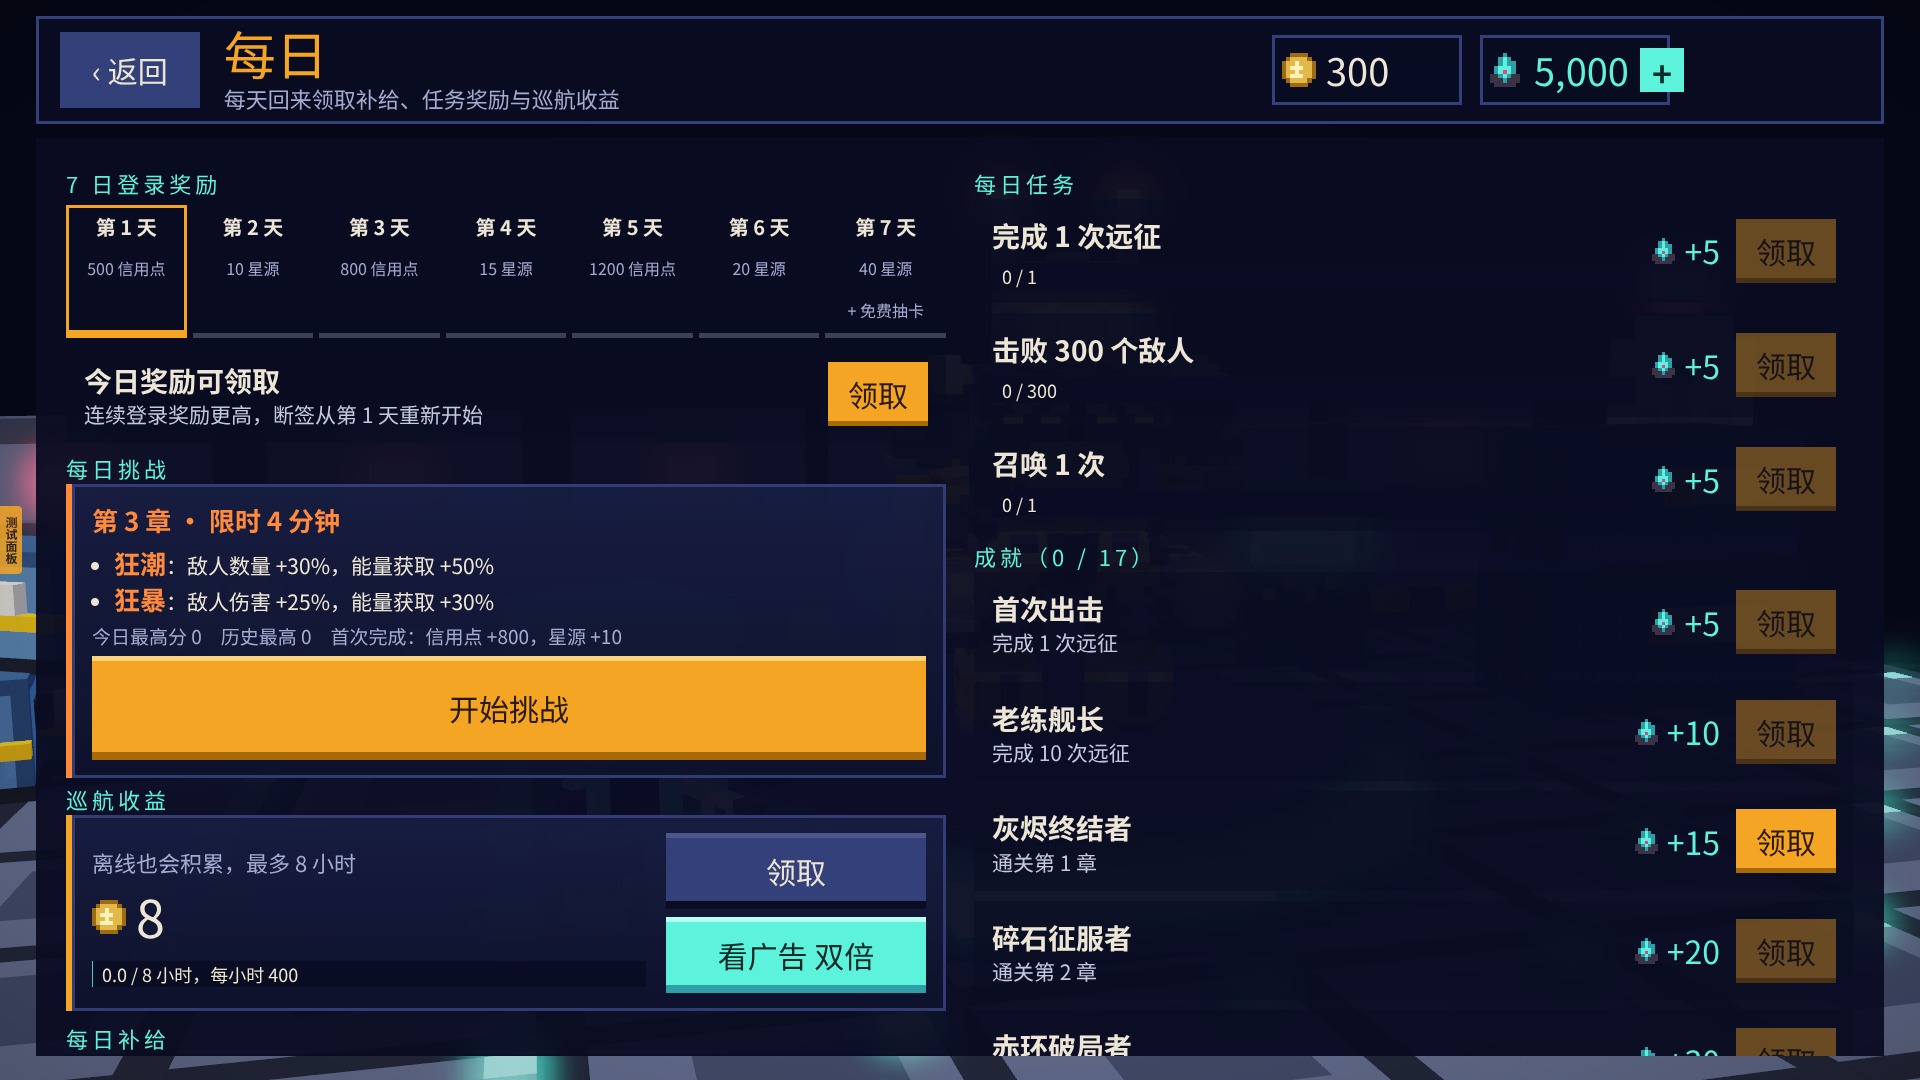 ‹ 返回
每日
每天回来领取补给、任务奖励与巡航收益
300
5,000
+
7 日登录奖励
第 1 天
500 信用点
第 2 天
10 星源
第 3 天
800 信用点
第 4 天
15 星源
第 5 天
1200 信用点
第 6 天
20 星源
第 7 天
40 星源
+ 免费抽卡
今日奖励可领取
连续登录奖励更高，断签从第 1 天重新开始
领取
每日挑战
第 3 章 · 限时 4 分钟
• 狂潮：敌人数量 +30%，能量获取 +50%
• 狂暴：敌人伤害 +25%，能量获取 +30%
今日最高分 0 历史最高 0 首次完成：信用点 +800，星源 +10
开始挑战
巡航收益
离线也会积累，最多 8 小时
8
0.0 / 8 小时，每小时 400
领取
看广告 双倍
每日补给
测试面板
每日任务
完成 1 次远征
0 / 1
+5
领取
击败 300 个敌人
0 / 300
+5
领取
召唤 1 次
0 / 1
+5
领取
成就（0 / 17）
首次出击
完成 1 次远征
+5
领取
老练舰长
完成 10 次远征
+10
领取
灰烬终结者
通关第 1 章
+15
领取
碎石征服者
通关第 2 章
+20
领取
赤环破局者